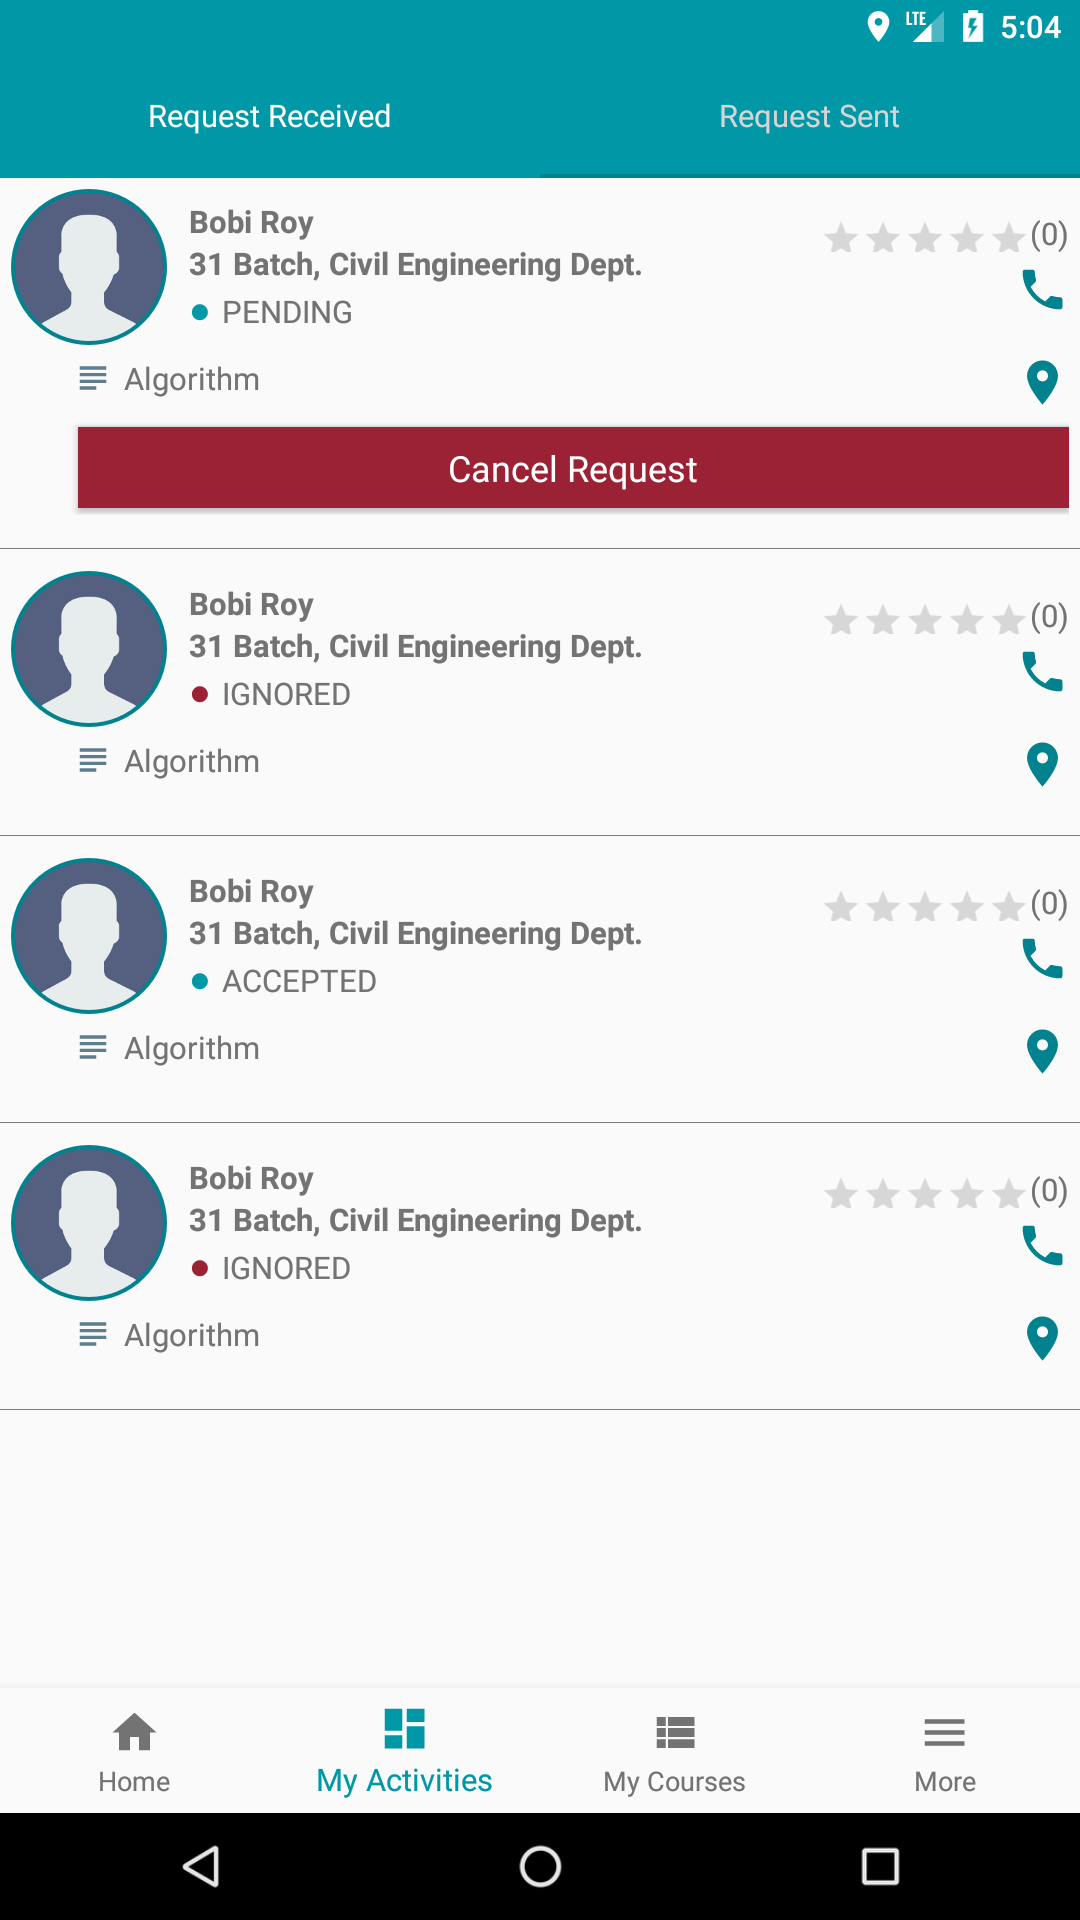 LTE 5:04
Request Received Request Sent
Bobi Roy
(0)
31 Batch, Civil Engineering Dept.
PENDING
Algorithm
Cancel Request
Bobi Roy
(0)
31 Batch, Civil Engineering Dept.
IGNORED
Algorithm
Bobi Roy
(0)
31 Batch, Civil Engineering Dept.
ACCEPTED
Algorithm
Bobi Roy
(0)
31 Batch, Civil Engineering Dept.
IGNORED
Algorithm
Home My Activities My Courses More